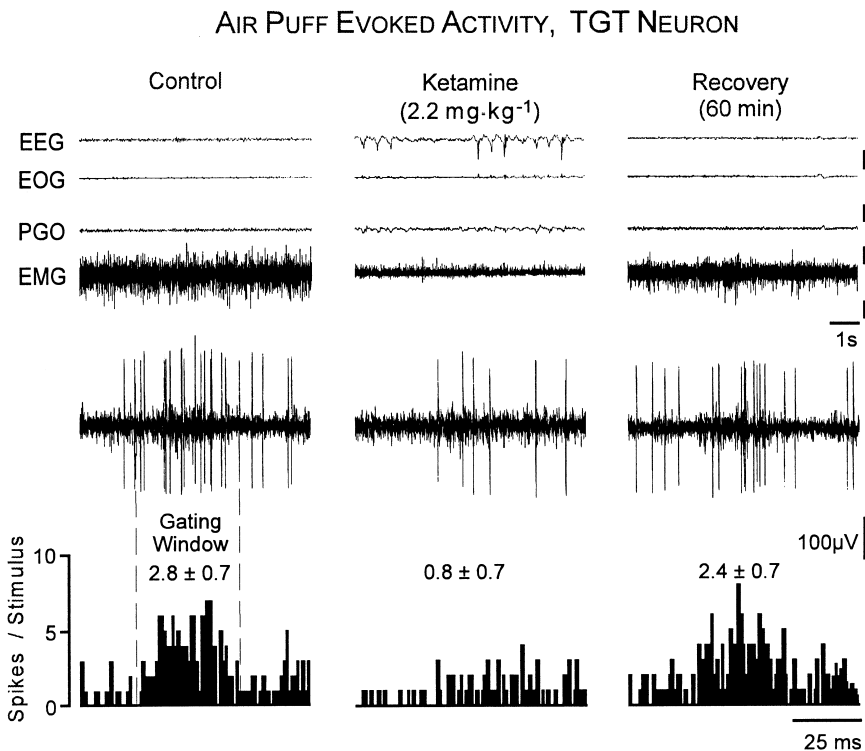 AIR PUFF EVOKED ACTIVITY, TGT NEURON
Control
Ketamine
(2.2 mg·kg-1)
Recovery
(60 min)
EEG
EOG
PGO
EMG
1s
Gating
Window
100µV
10
5
0
Spikes / Stimulus
2.8 ± 0.7
0.8 ± 0.7
2.4 ± 0.7
25 ms